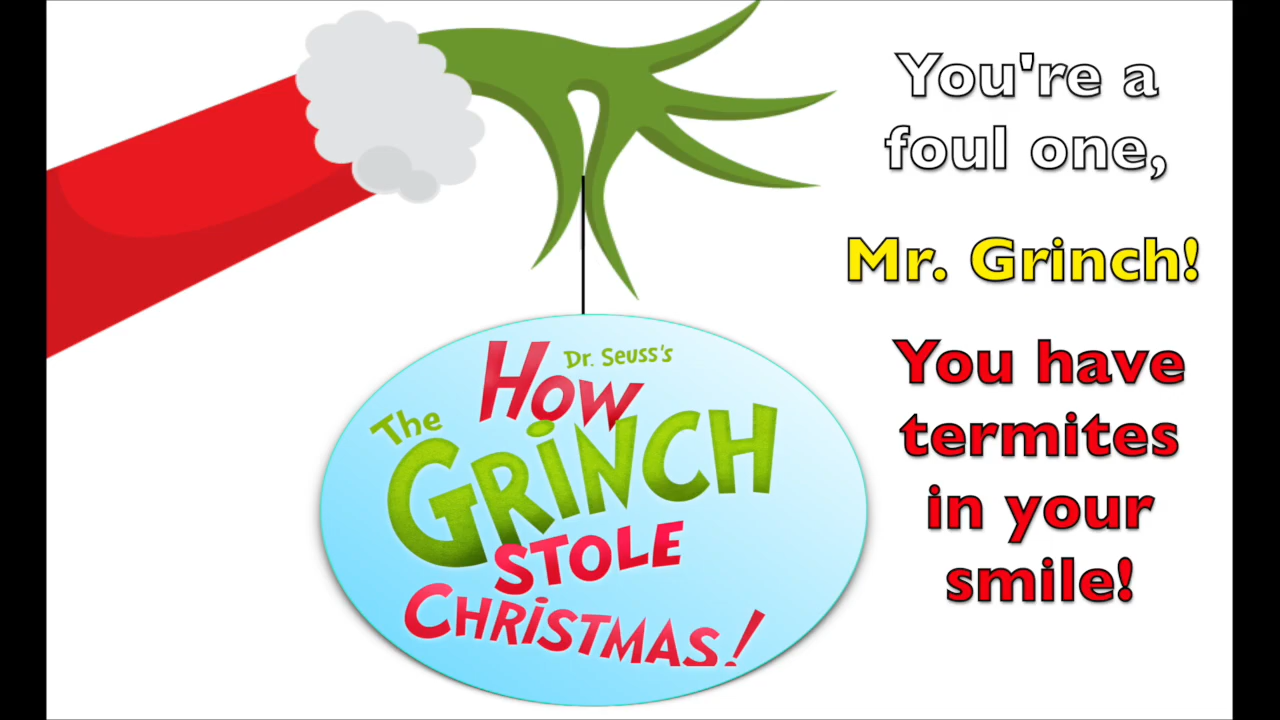 You're a
foul one,
Mr. Grinch!
You have
termites
in your
smile!
Dr. Seuss's
How
The
GRiNCH
STOLE
CHRiSTMAS!